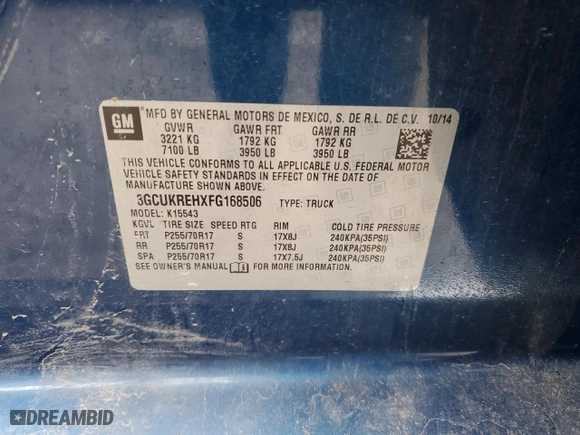 GM
MFD BY GENERAL MOTORS DE MEXICO, S. DE R.L. DE C.V. 10/14
GVWR GAWR FRT GAWR RR
3221 KG 1792 KG 1792 KG
7100 LB 3950 LB 3950 LB
THIS VEHICLE CONFORMS TO ALL APPLICABLE U.S. FEDERAL MOTOR
VEHICLE SAFETY STANDARDS IN EFFECT ON THE DATE OF
MANUFACTURE SHOWN ABOVE.
3GCUKREHXFG168506 TYPE: TRUCK
MODEL: K15543
KGVL TIRE SIZE SPEED RTG RIM COLD TIRE PRESSURE
FRT P255/70R17 S 17X8J 240KPA(35PSI)
RR P255/70R17 S 17X8J 240KPA(35PSI)
SPA P255/70R17 S 17X7.5J 240KPA(35PSI)
SEE OWNER'S MANUAL FOR MORE INFORMATION.
DREAMBID